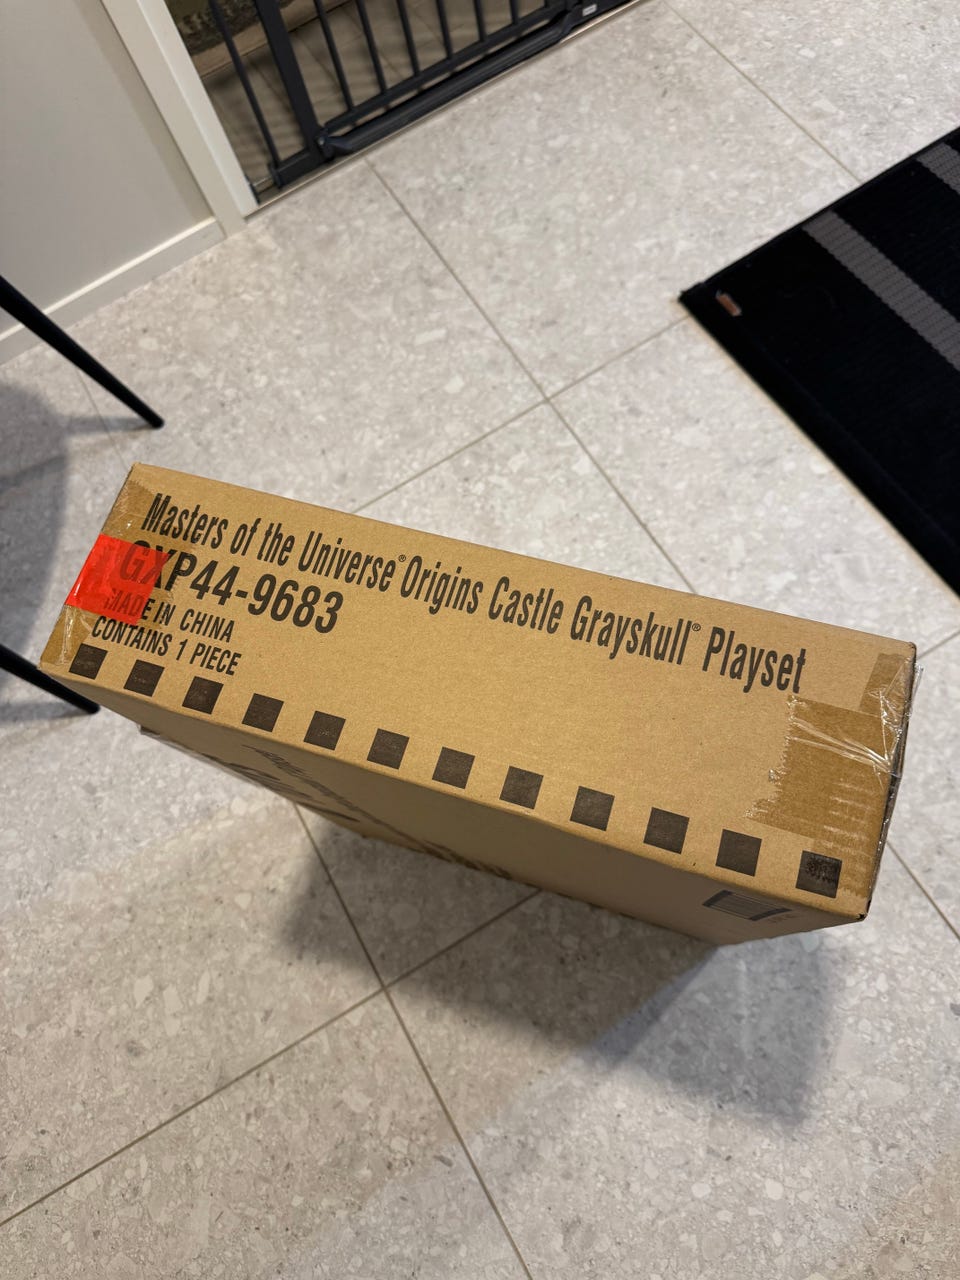 Masters of the Universe® Origins Castle Grayskull® Playset
GXP44-9683
MADE IN CHINA
CONTAINS 1 PIECE